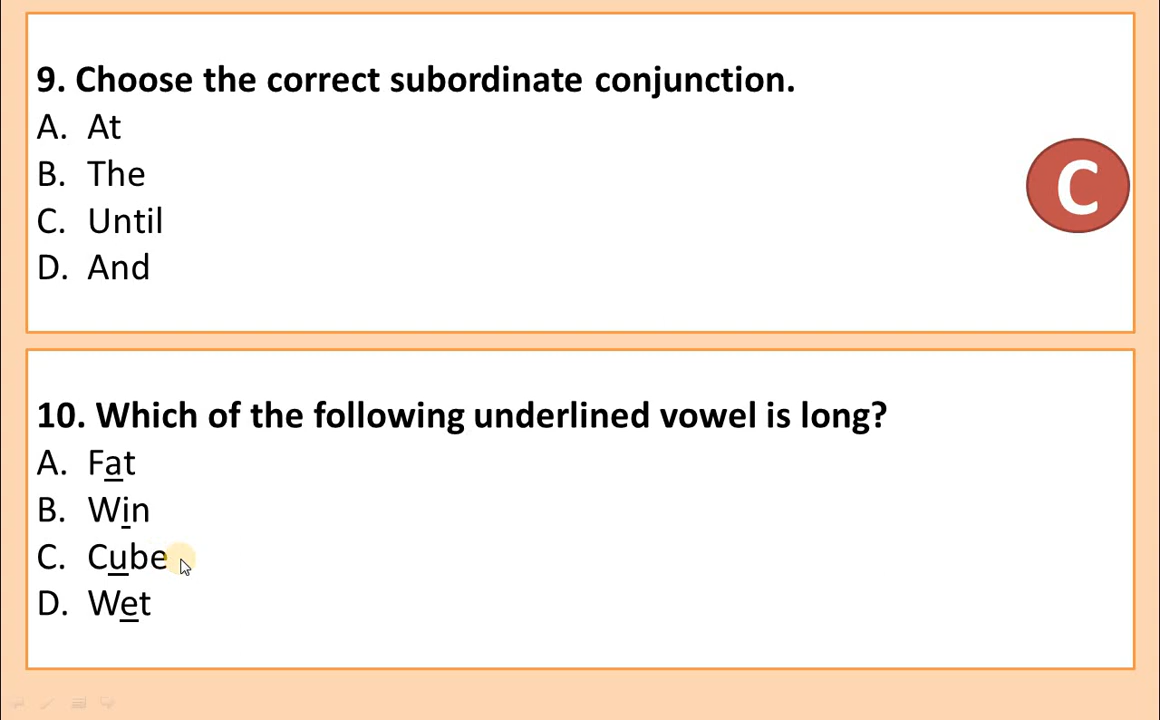 9. Choose the correct subordinate conjunction.
A. At
B. The
C. Until
D. And
C
10. Which of the following underlined vowel is long?
A. Fat
B. Win
C. Cube
D. Wet